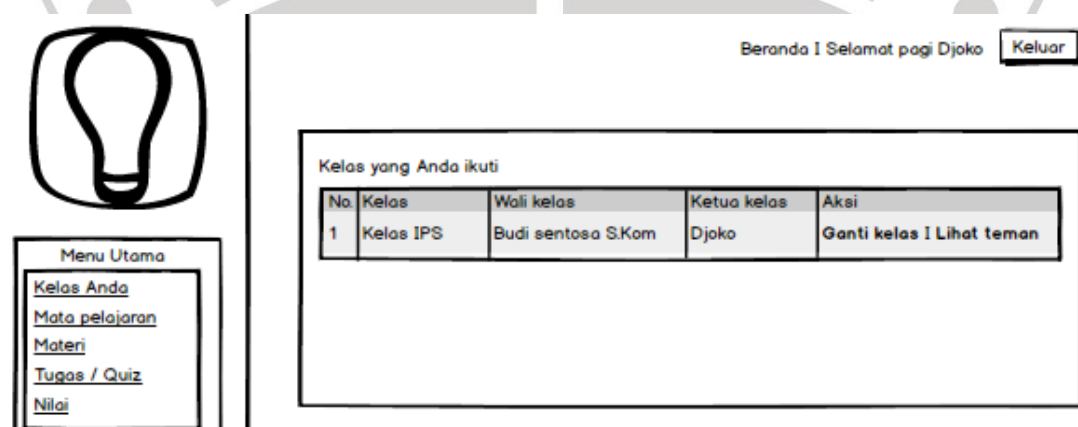 Beranda I Selamat pagi Djoko Keluar
Kelas yang Anda ikuti
No. Kelas Wali kelas Ketua kelas Aksi
1 Kelas IPS Budi sentosa S.Kom Djoko Ganti kelas I Lihat teman
Menu Utama
Kelas Anda
Mata pelajaran
Materi
Tugas / Quiz
Nilai